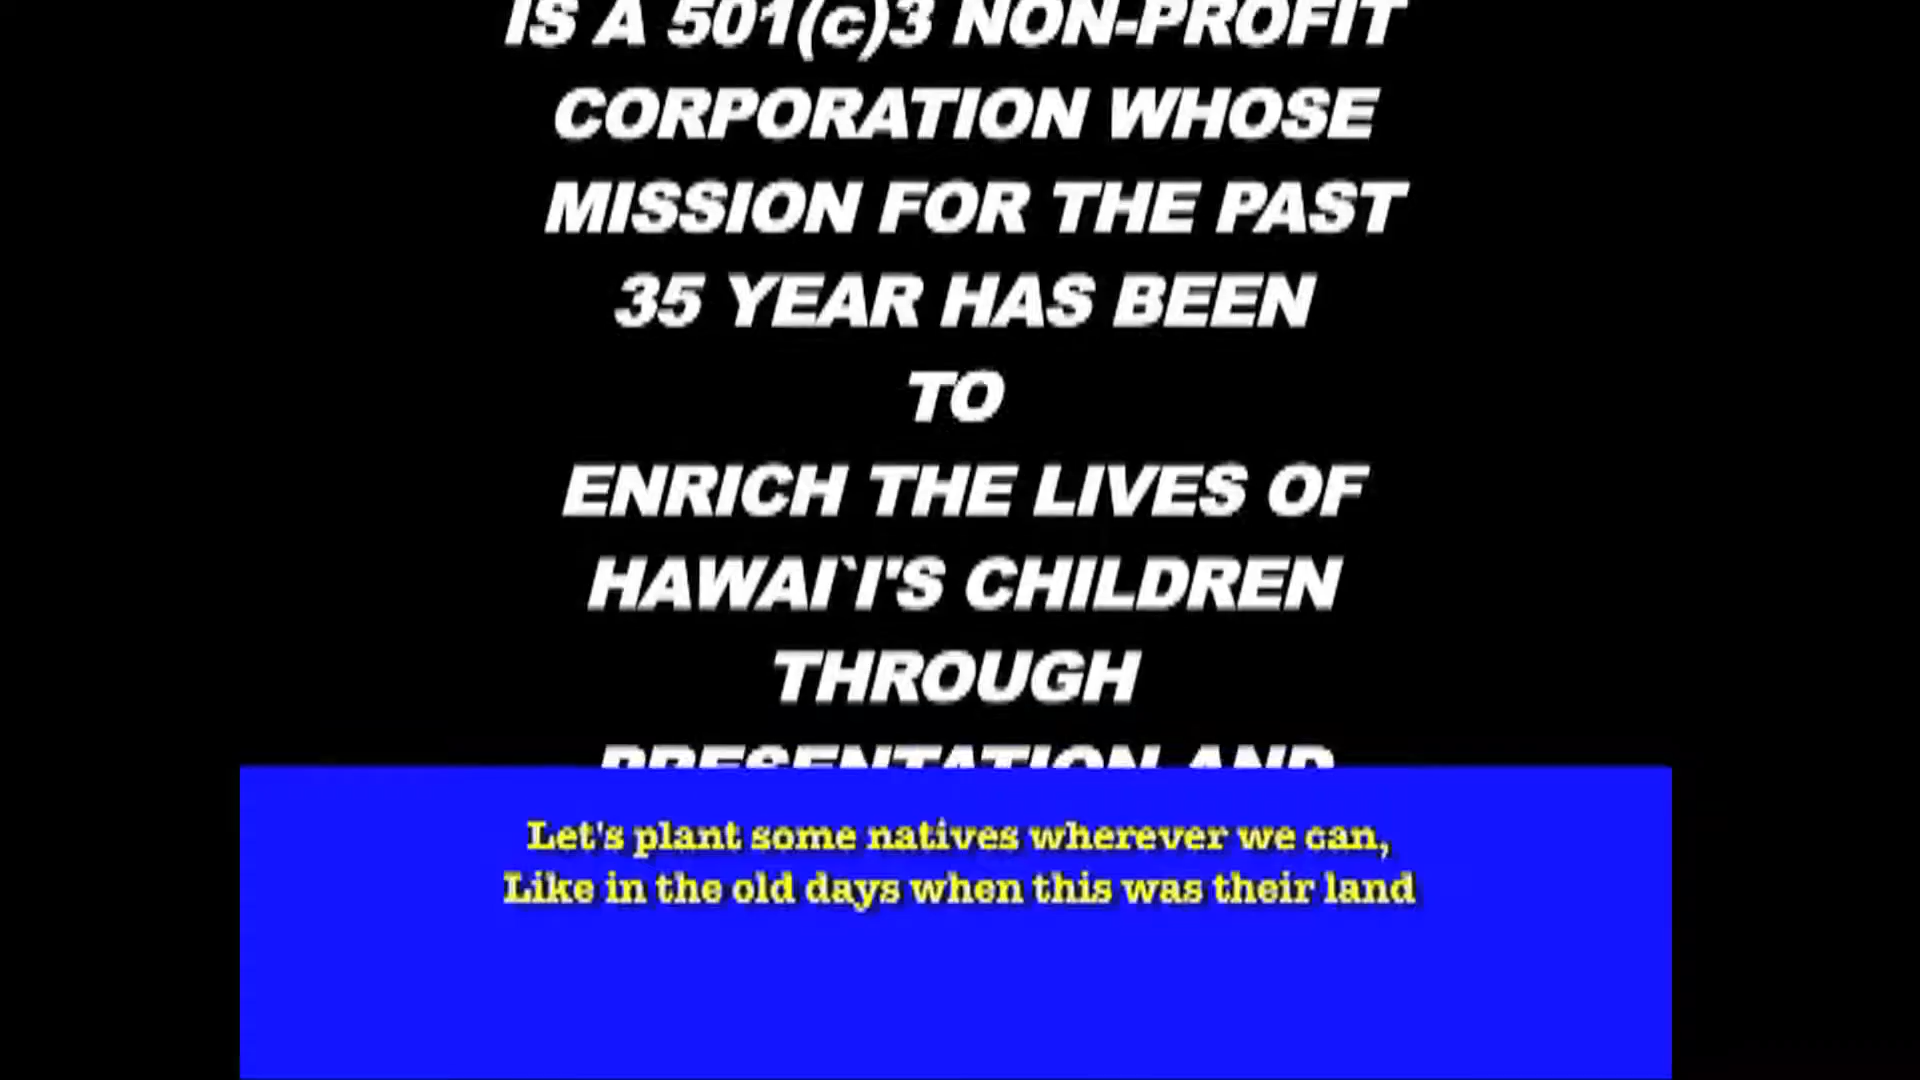 IS A 501(c)3 NON-PROFIT
CORPORATION WHOSE
MISSION FOR THE PAST
35 YEAR HAS BEEN
TO
ENRICH THE LIVES OF
HAWAI`I'S CHILDREN
THROUGH
PRESENTATION AND
Let's plant some natives wherever we can,
Like in the old days when this was their land